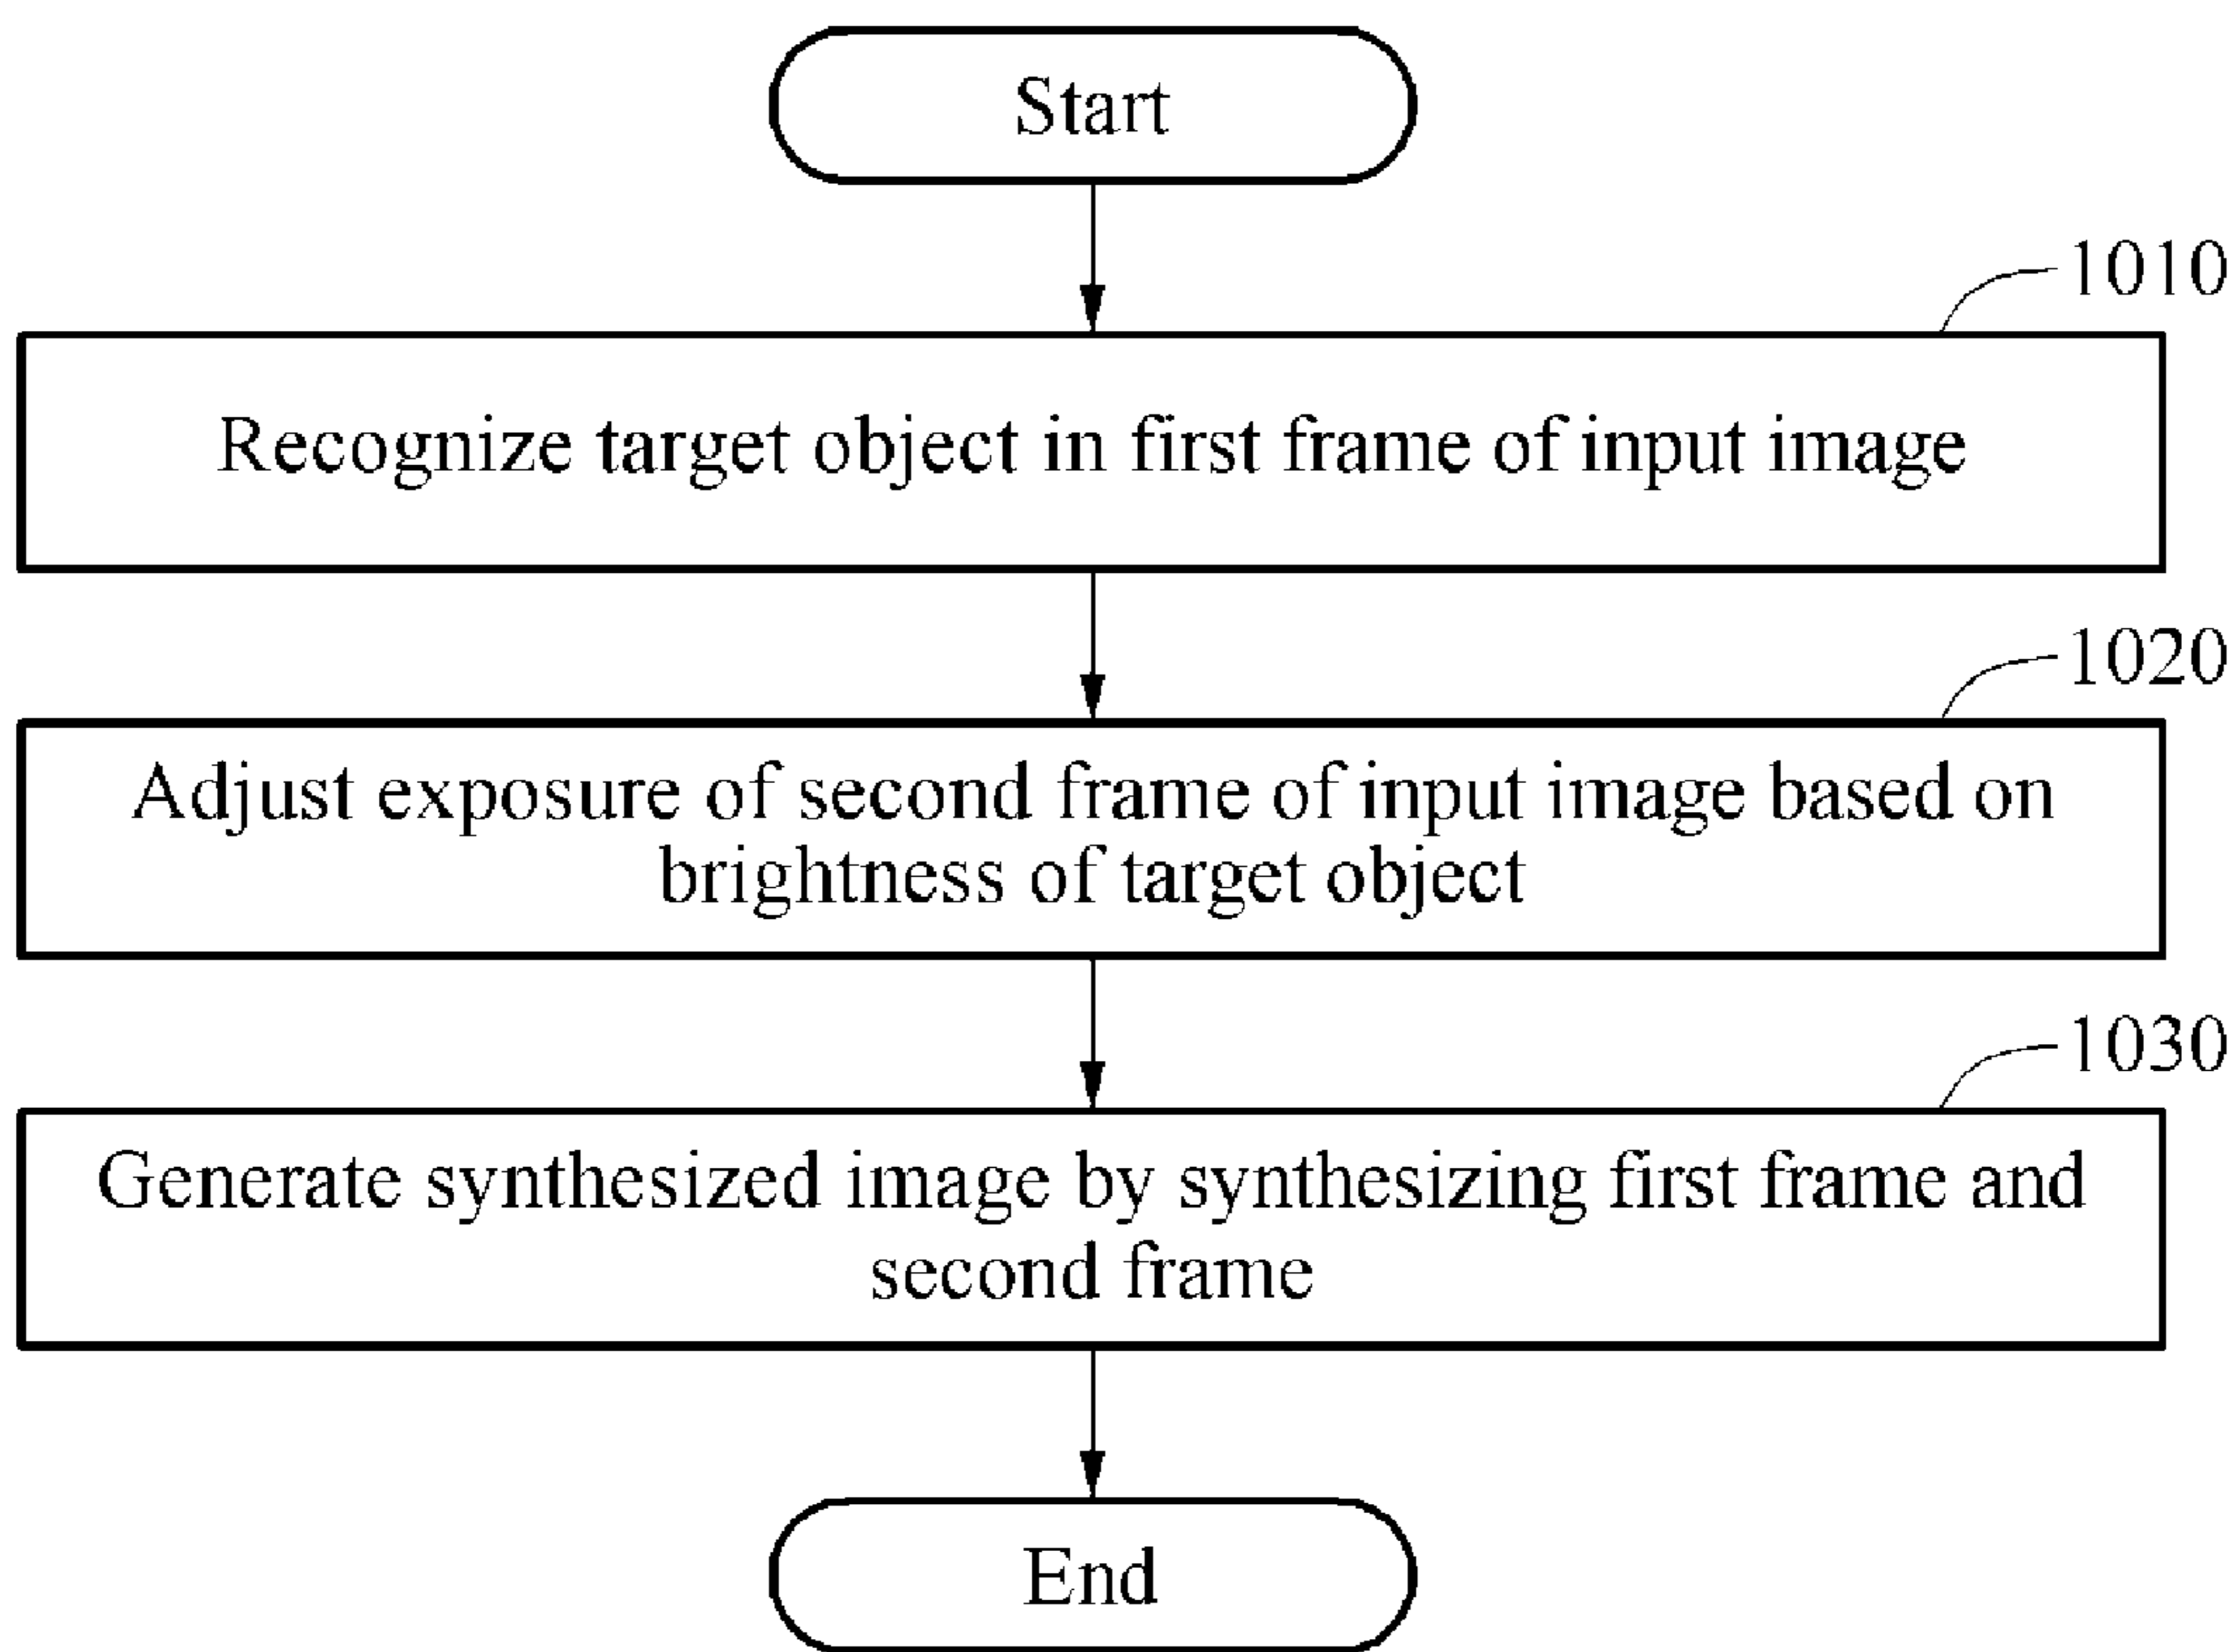 Start
1010
Recognize target object in first frame of input image
1020
Adjust exposure of second frame of input image based on
brightness of target object
1030
Generate synthesized image by synthesizing first frame and
second frame
End